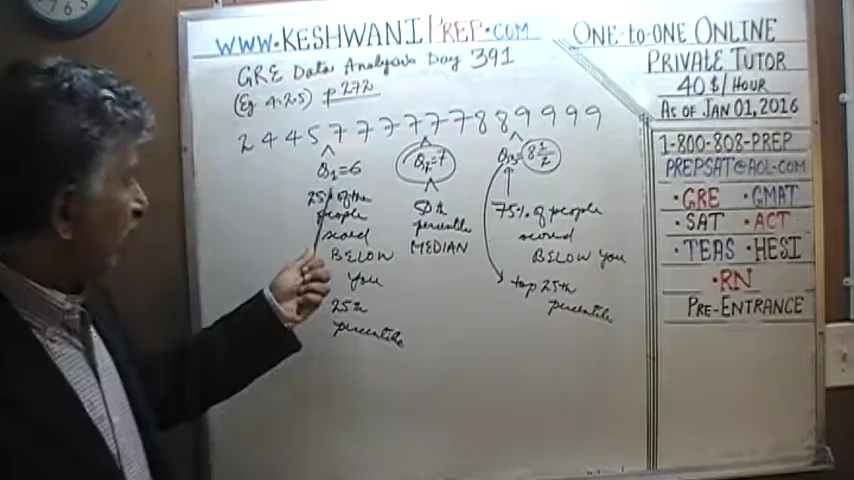 WWW.KESHWANIPREP.COM
GRE Data Analysis Day 391
(Eg 4.2.5) p 272
2 4 4 5 7 7 7 7 7 7 8 8 9 9 9 9
Q1=6
Q2=7
Q3=8 1/2
25% of the
people
scored
BELOW
you
25th
percentile
50th
percentile
MEDIAN
75% of people
scored
BELOW you
top 25th
percentile
ONE-to-ONE ONLINE
PRIVATE TUTOR
40$/HOUR
AS OF JAN 01, 2016
1-800-808-PREP
PREPSAT@AOL.COM
•GRE •GMAT
•SAT •ACT
•TEAS •HESI
•RN
PRE-ENTRANCE